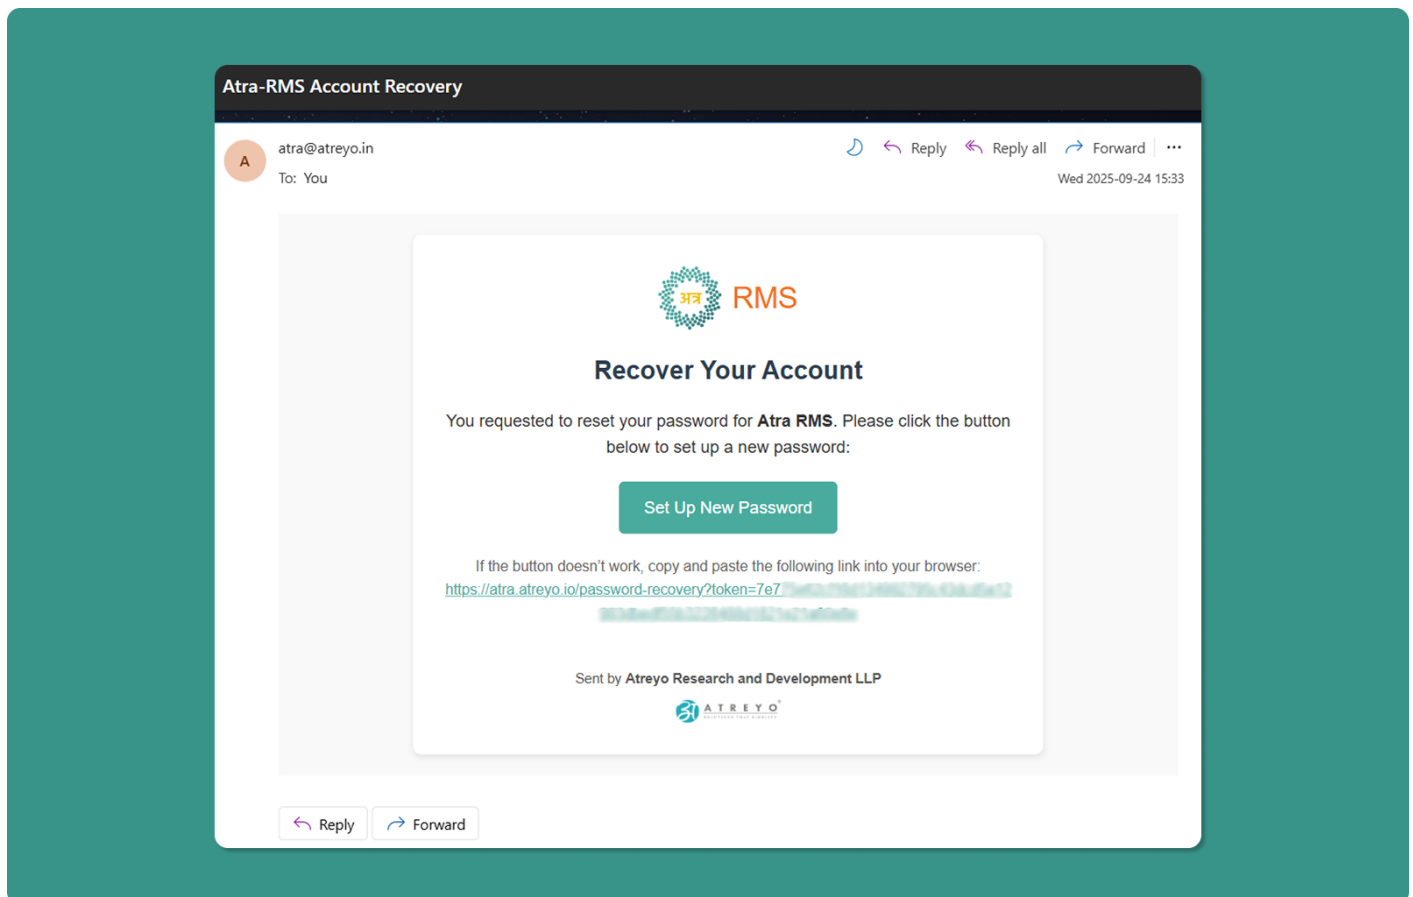 Atra-RMS Account Recovery
A
atra@atreyo.in
Reply
Reply all
Forward
To: You
Wed 2025-09-24 15:33
अत्र RMS
Recover Your Account
You requested to reset your password for Atra RMS. Please click the button
below to set up a new password:
Set Up New Password
If the button doesn’t work, copy and paste the following link into your browser:
https://atra.atreyo.io/password-recovery?token=7e7
Sent by Atreyo Research and Development LLP
ATREYO
Reply
Forward